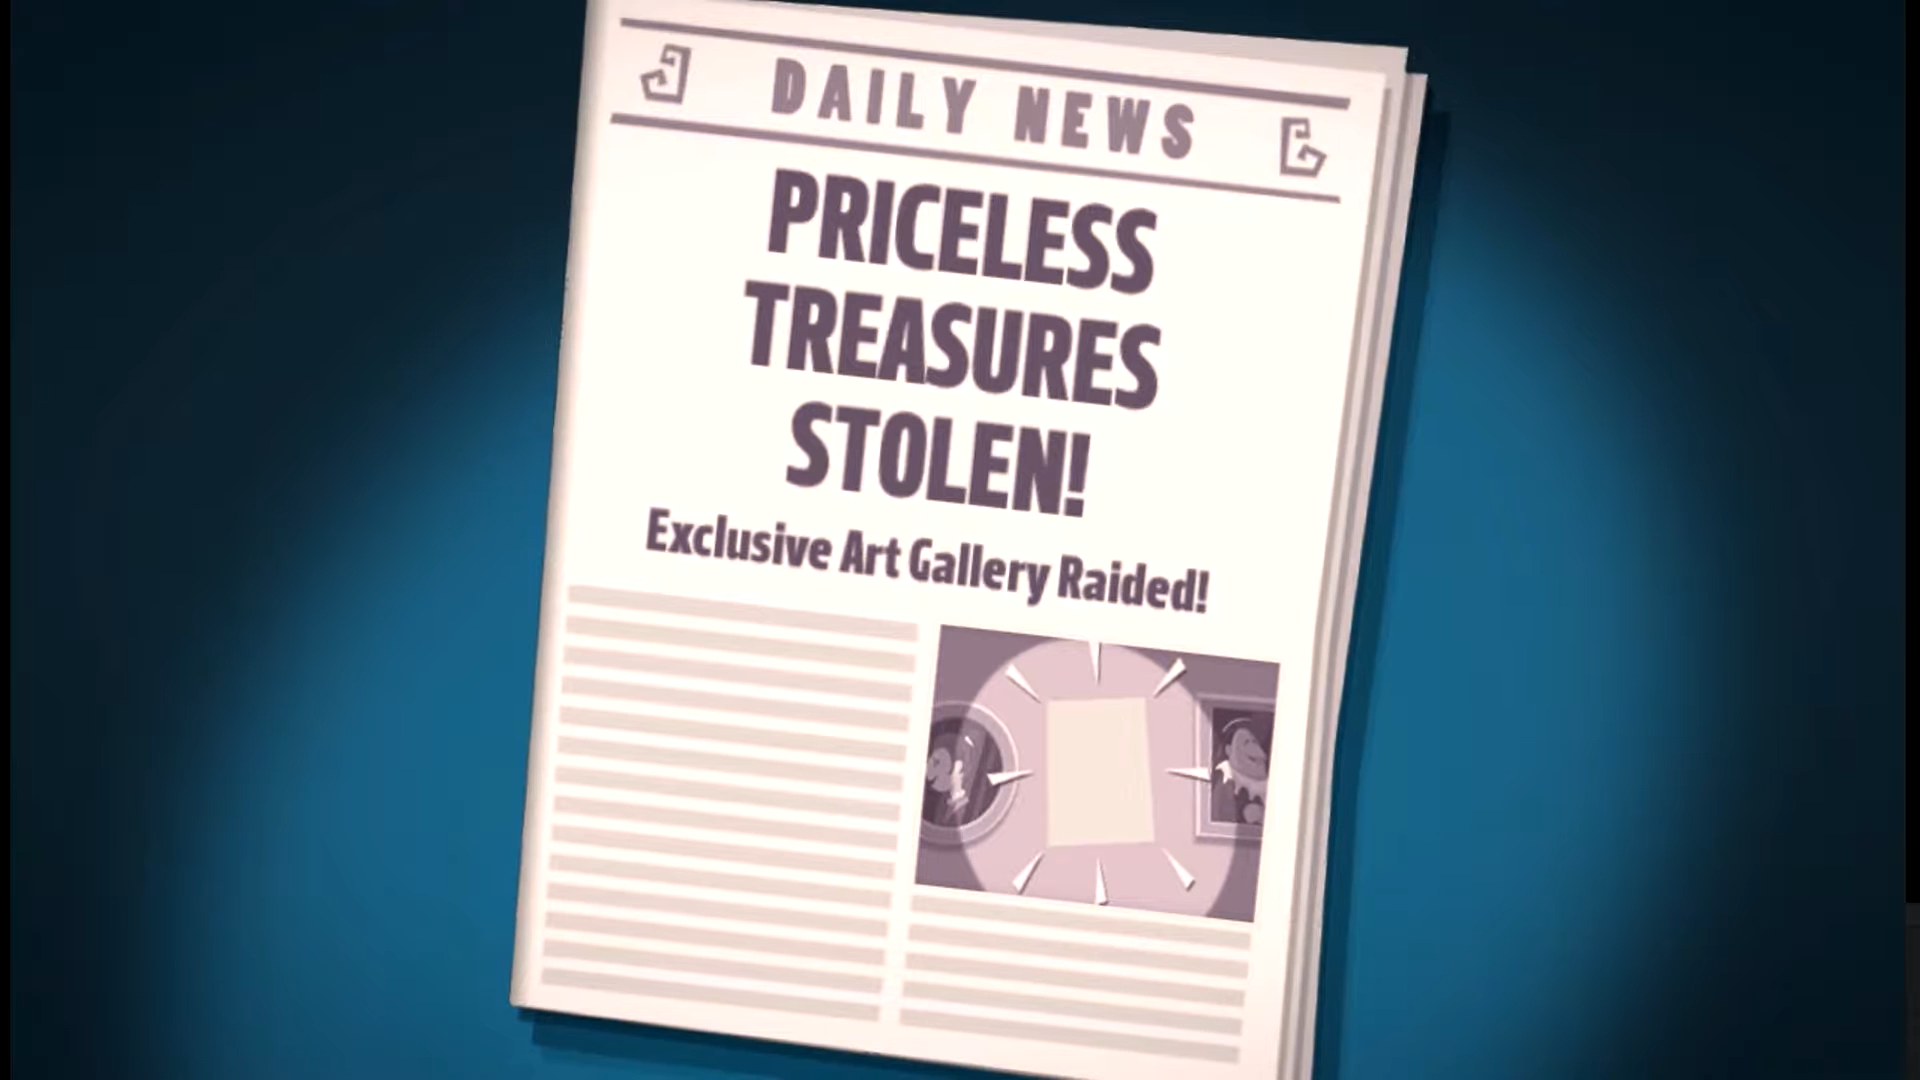 DAILY NEWS
PRICELESS
TREASURES
STOLEN!
Exclusive Art Gallery Raided!